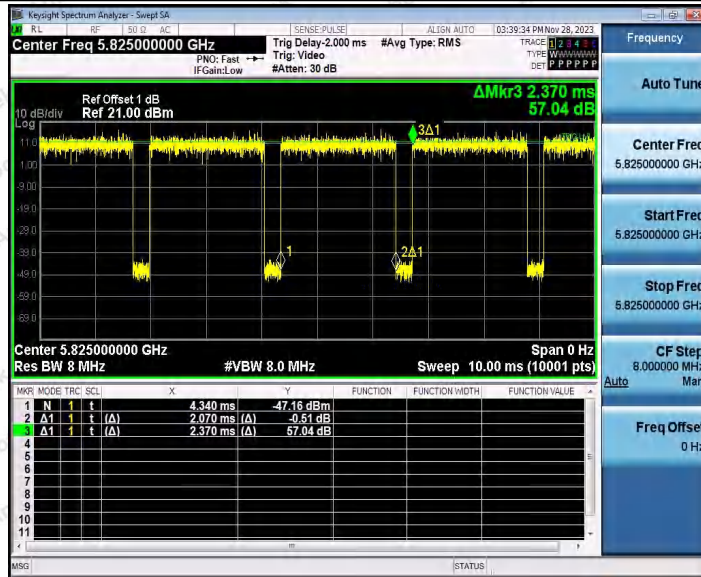 Keysight Spectrum Analyzer - Swept SA
RL RF 50 Ω AC SENSE:PULSE ALIGN AUTO 03:39:34 PM Nov 28, 2023
Center Freq 5.825000000 GHz Trig Delay-2.000 ms #Avg Type: RMS TRACE 1 2 3 4 5 6
PNO: Fast Trig: Video TYPE WWWWWW
IFGain:Low #Atten: 30 dB DET P P P P P P
ΔMkr3 2.370 ms
57.04 dB
Ref Offset 1 dB
10 dB/div Ref 21.00 dBm
Log
11.0
1.00
-9.00
-19.0
-29.0
-39.0
-49.0
-59.0
-69.0
3Δ1
1
2Δ1
Center 5.825000000 GHz Span 0 Hz
Res BW 8 MHz #VBW 8.0 MHz Sweep 10.00 ms (10001 pts)
MKR MODE TRC SCL X Y FUNCTION FUNCTION WIDTH FUNCTION VALUE
1 N 1 t 4.340 ms -47.16 dBm
2 Δ1 1 t (Δ) 2.070 ms (Δ) -0.51 dB
3 Δ1 1 t (Δ) 2.370 ms (Δ) 57.04 dB
4
5
6
7
8
9
10
11
MSG STATUS
Frequency
Auto Tune
Center Freq
5.825000000 GHz
Start Freq
5.825000000 GHz
Stop Freq
5.825000000 GHz
CF Step
8.000000 MHz
Auto Man
Freq Offset
0 Hz